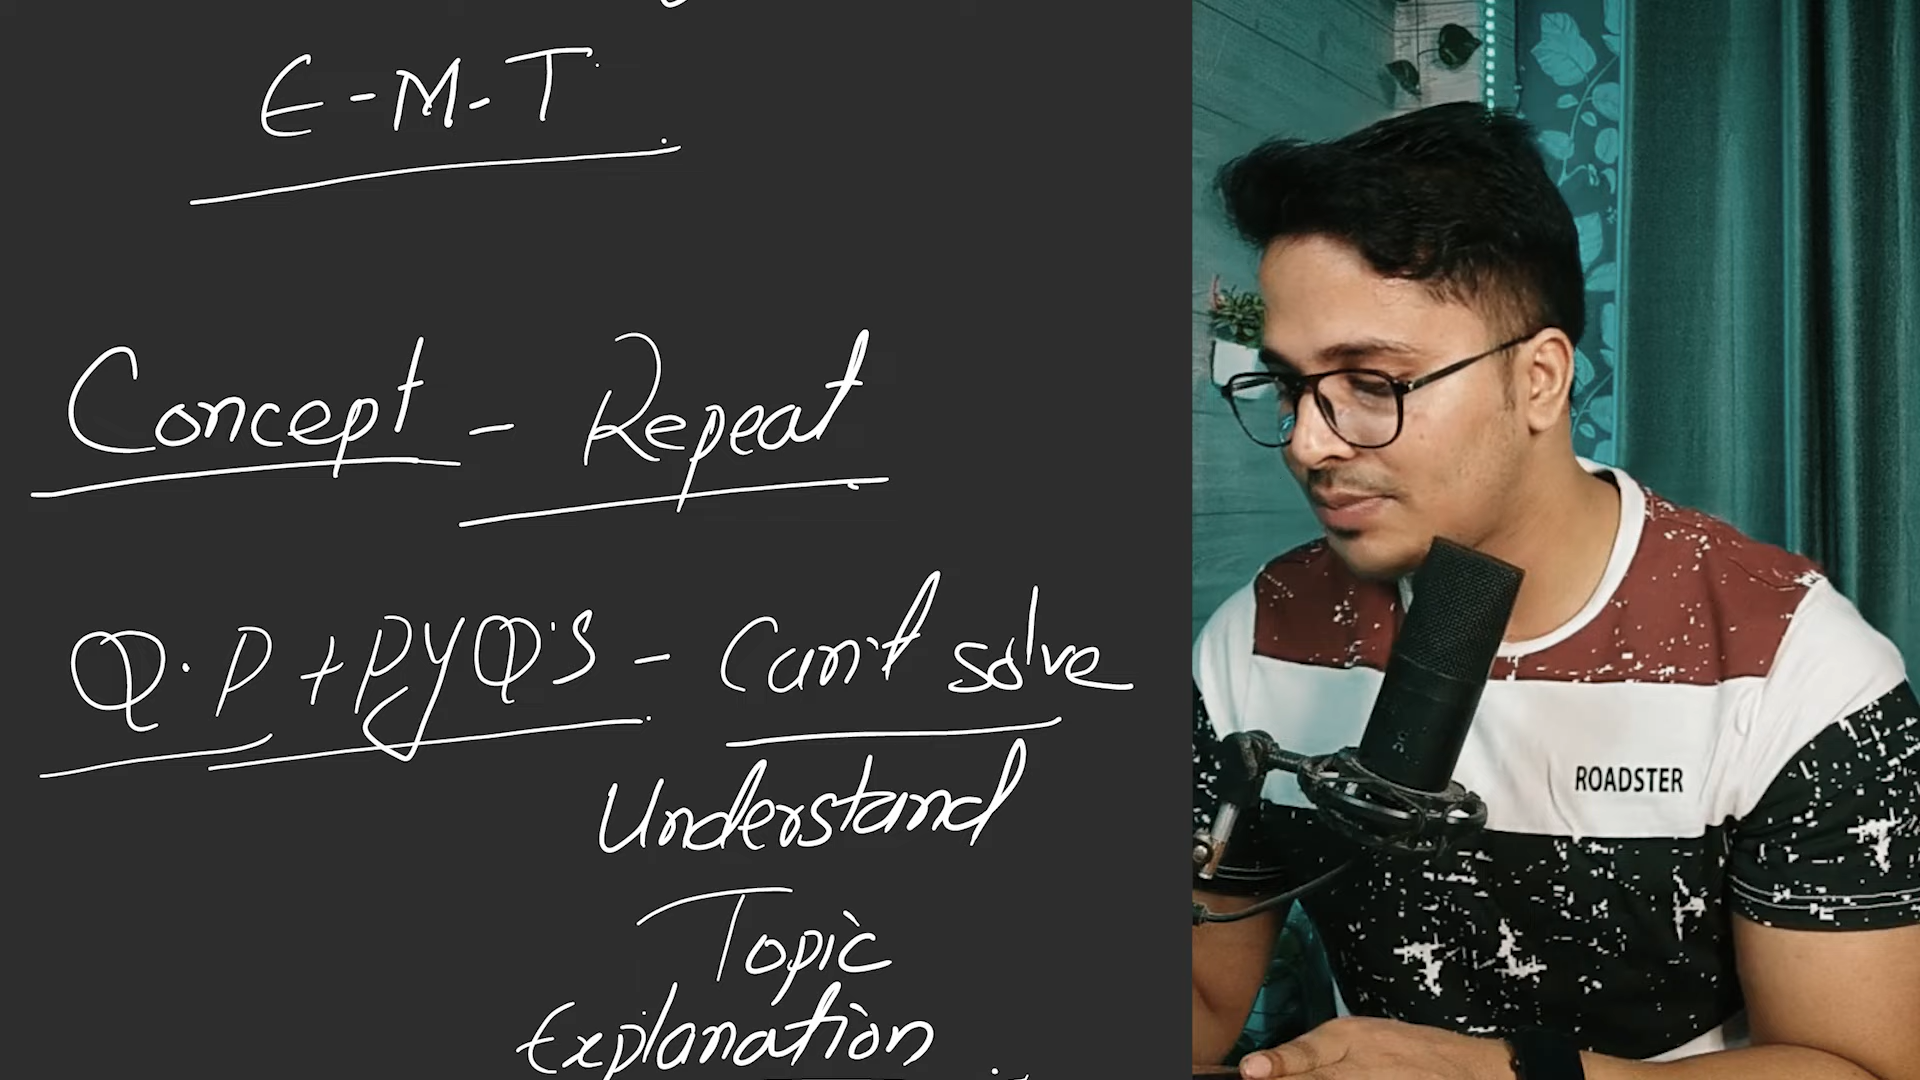 E-M-T
Concept - Repeat
Q.P + PYQ'S - Can't solve
Understand
Topic
Explanation
ROADSTER